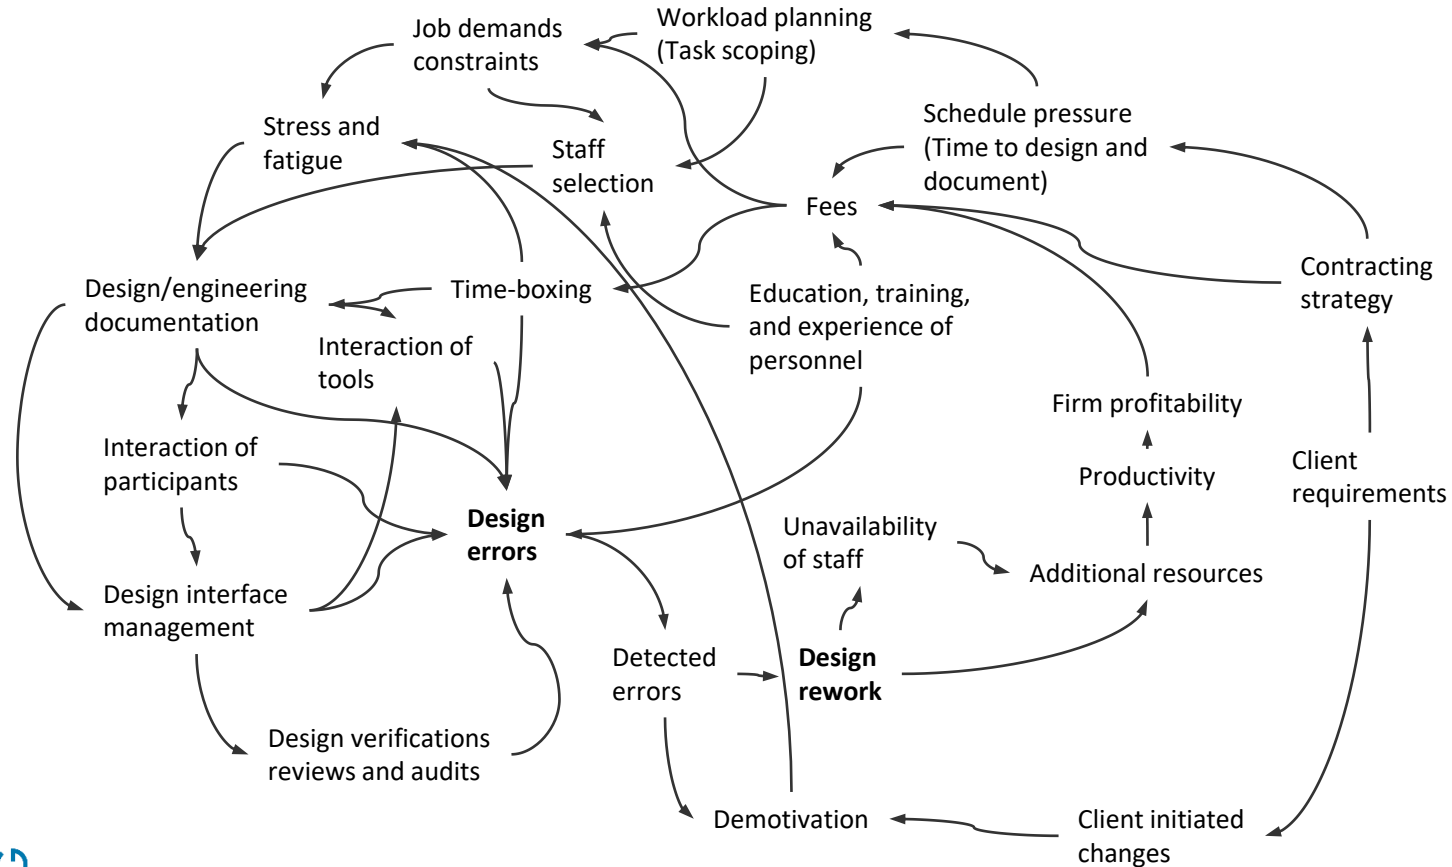 Job demands
constraints
Workload planning
(Task scoping)
Schedule pressure
(Time to design and
document)
Stress and
fatigue
Staff
selection
Fees
Contracting
strategy
Design/engineering
documentation
Time-boxing
Education, training,
and experience of
personnel
Interaction of
tools
Firm profitability
Interaction of
participants
Productivity
Client
requirements
Design
errors
Unavailability
of staff
Additional resources
Design interface
management
Detected
errors
Design
rework
Design verifications
reviews and audits
Demotivation
Client initiated
changes